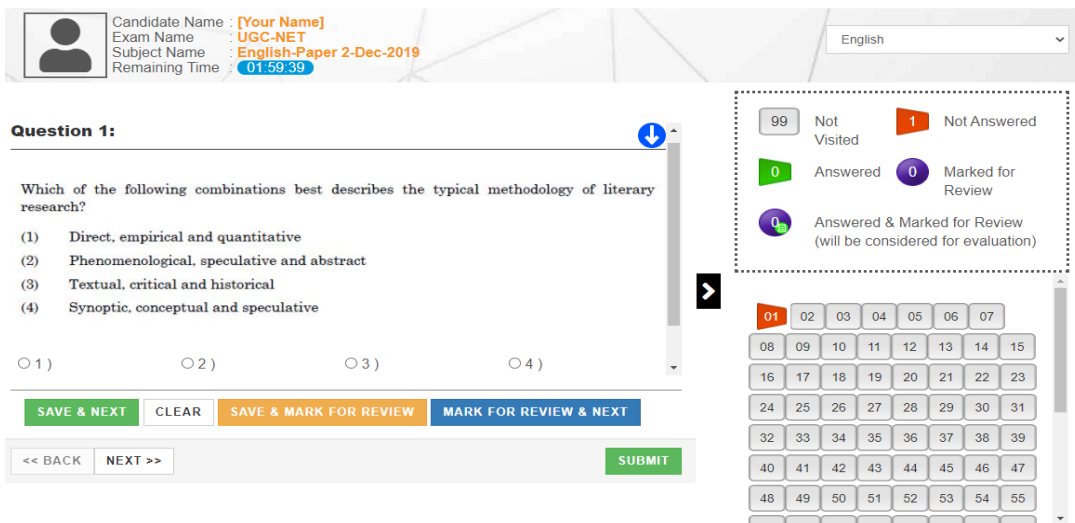 Candidate Name : [Your Name]
Exam Name : UGC-NET
Subject Name : English-Paper 2-Dec-2019
Remaining Time : 01:59:39
English
Question 1:
Which of the following combinations best describes the typical methodology of literary
research?
(1) Direct, empirical and quantitative
(2) Phenomenological, speculative and abstract
(3) Textual, critical and historical
(4) Synoptic, conceptual and speculative
1 ) 2 ) 3 ) 4 )
SAVE & NEXT CLEAR SAVE & MARK FOR REVIEW MARK FOR REVIEW & NEXT
<< BACK NEXT >> SUBMIT
99 Not
Visited
1 Not Answered
0 Answered
0 Marked for
Review
0 Answered & Marked for Review
(will be considered for evaluation)
01 02 03 04 05 06 07
08 09 10 11 12 13 14 15
16 17 18 19 20 21 22 23
24 25 26 27 28 29 30 31
32 33 34 35 36 37 38 39
40 41 42 43 44 45 46 47
48 49 50 51 52 53 54 55